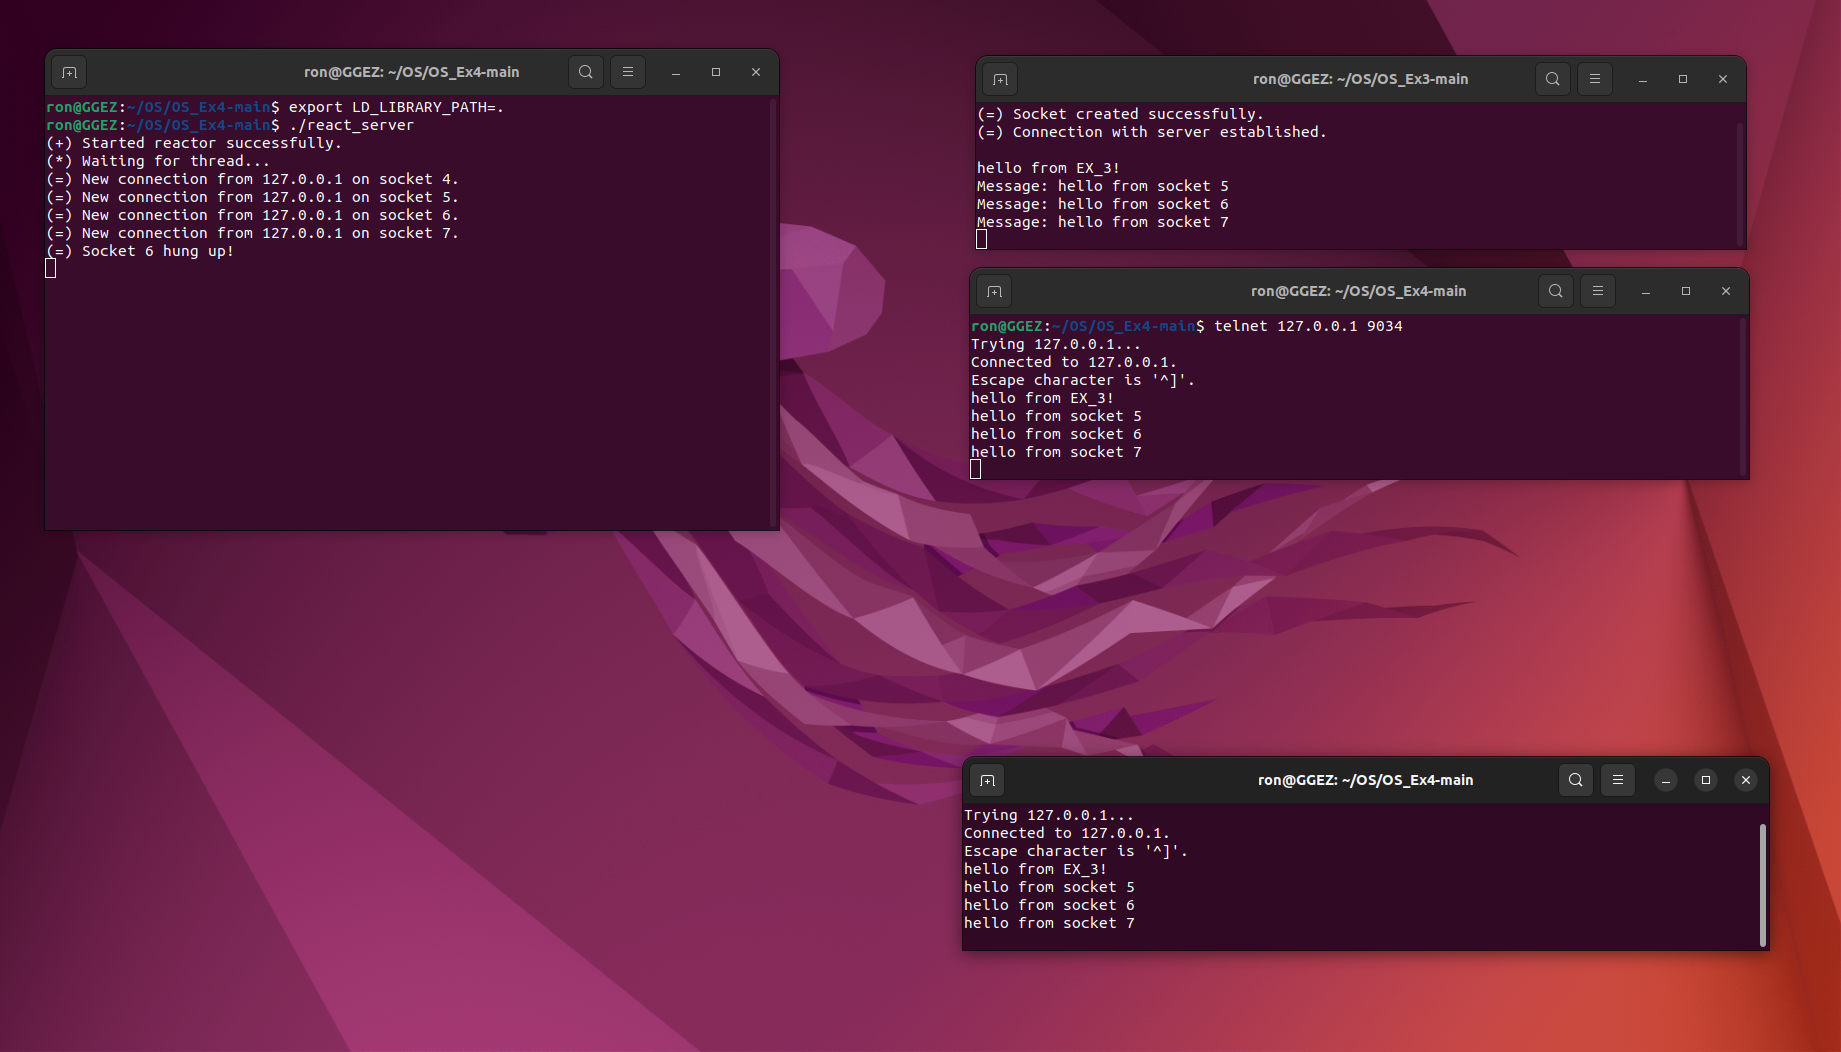 ron@GGEZ: ~/OS/OS_Ex4-main
ron@GGEZ:~/OS/OS_Ex4-main$ export LD_LIBRARY_PATH=.
ron@GGEZ:~/OS/OS_Ex4-main$ ./react_server
(+) Started reactor successfully.
(*) Waiting for thread...
(=) New connection from 127.0.0.1 on socket 4.
(=) New connection from 127.0.0.1 on socket 5.
(=) New connection from 127.0.0.1 on socket 6.
(=) New connection from 127.0.0.1 on socket 7.
(=) Socket 6 hung up!
ron@GGEZ: ~/OS/OS_Ex3-main
(=) Socket created successfully.
(=) Connection with server established.
hello from EX_3!
Message: hello from socket 5
Message: hello from socket 6
Message: hello from socket 7
ron@GGEZ: ~/OS/OS_Ex4-main
ron@GGEZ:~/OS/OS_Ex4-main$ telnet 127.0.0.1 9034
Trying 127.0.0.1...
Connected to 127.0.0.1.
Escape character is '^]'.
hello from EX_3!
hello from socket 5
hello from socket 6
hello from socket 7
ron@GGEZ: ~/OS/OS_Ex4-main
Trying 127.0.0.1...
Connected to 127.0.0.1.
Escape character is '^]'.
hello from EX_3!
hello from socket 5
hello from socket 6
hello from socket 7